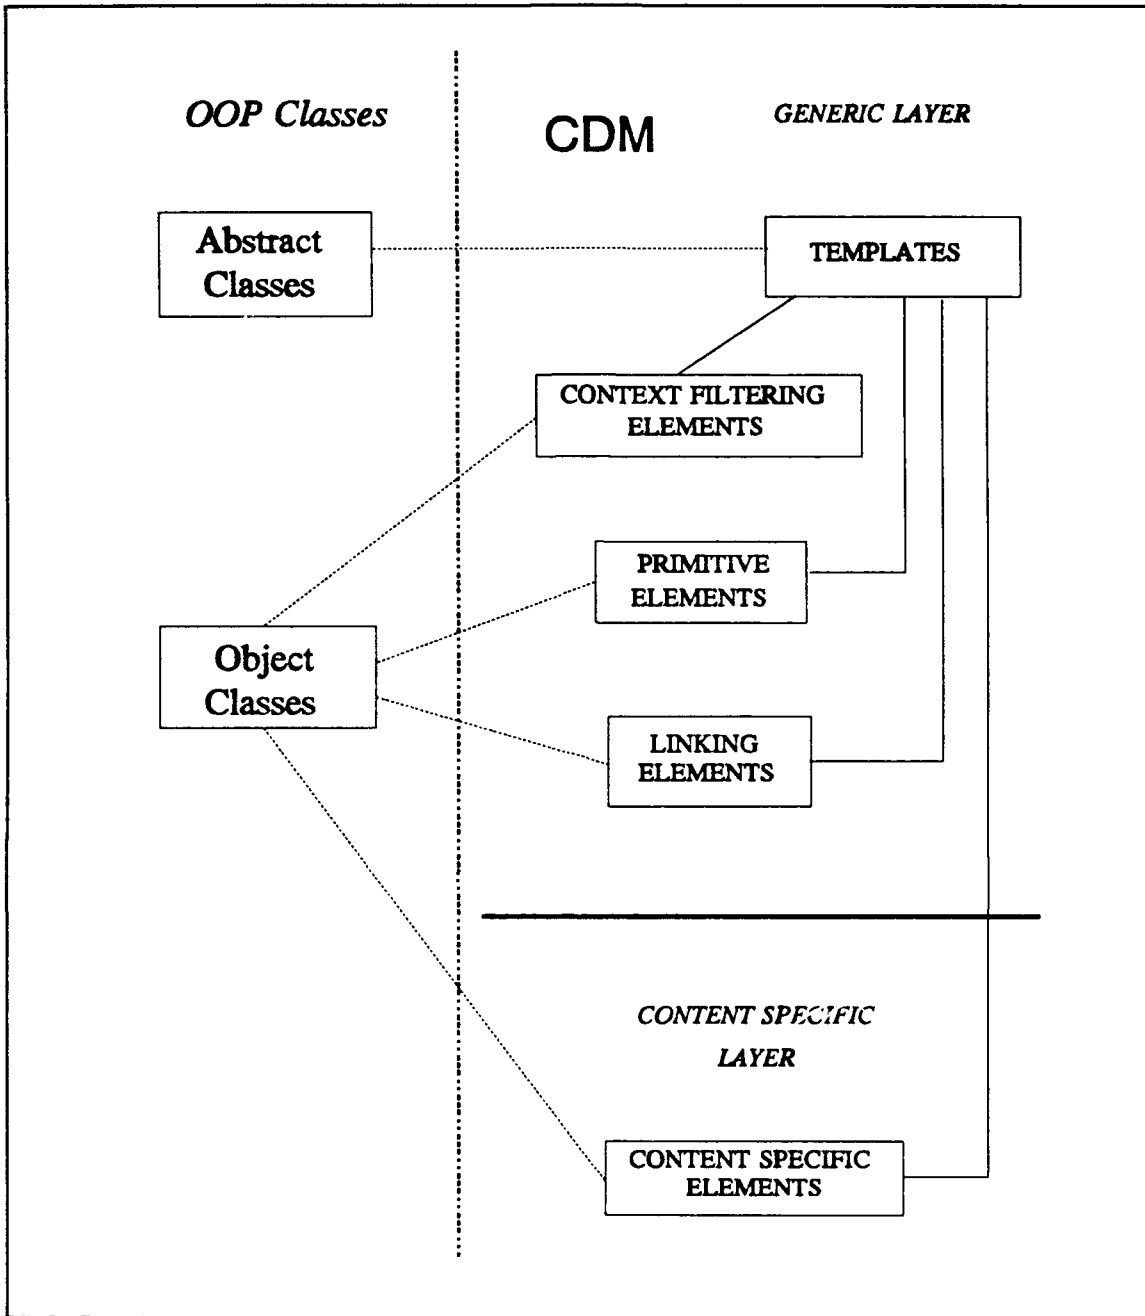 OOP Classes
CDM
GENERIC LAYER
Abstract
Classes
TEMPLATES
CONTEXT FILTERING
ELEMENTS
PRIMITIVE
ELEMENTS
Object
Classes
LINKING
ELEMENTS
CONTENT SPECIFIC
LAYER
CONTENT SPECIFIC
ELEMENTS